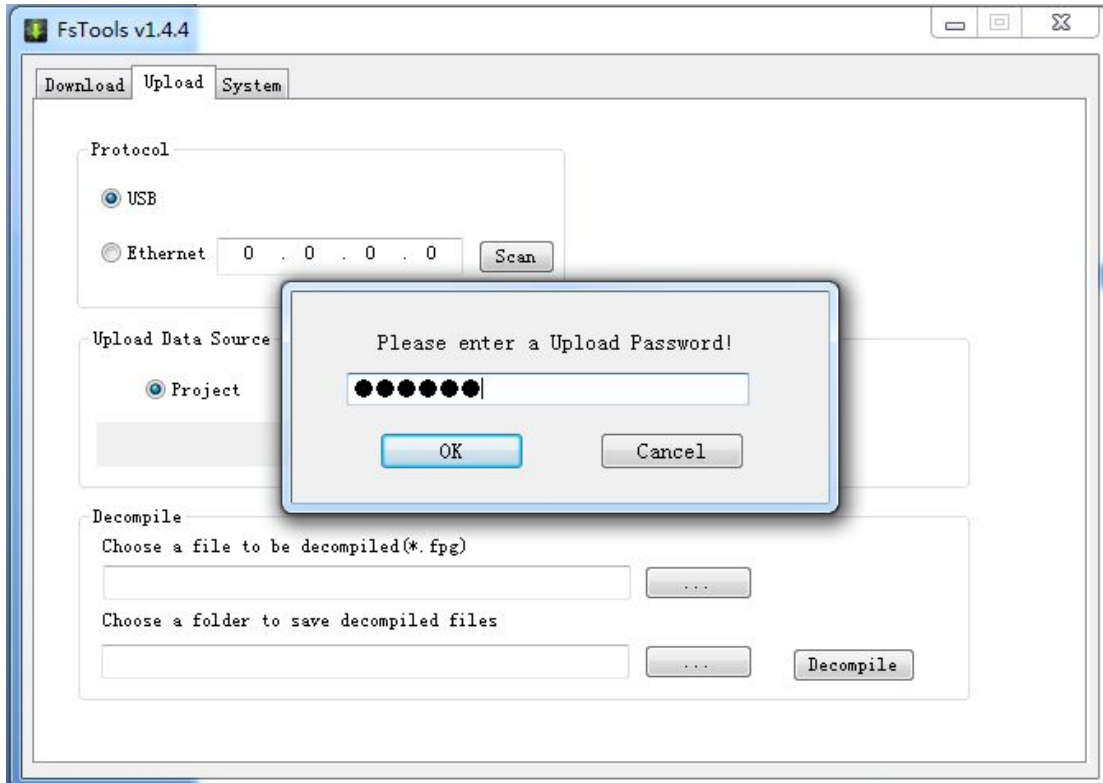 FsTools v1.4.4
Download Upload System
Protocol
USB
Ethernet 0 . 0 . 0 . 0 Scan
Upload Data Source
Project
Please enter a Upload Password!
●●●●●●
OK Cancel
Decompile
Choose a file to be decompiled(*.fpg)
...
Choose a folder to save decompiled files
... Decompile